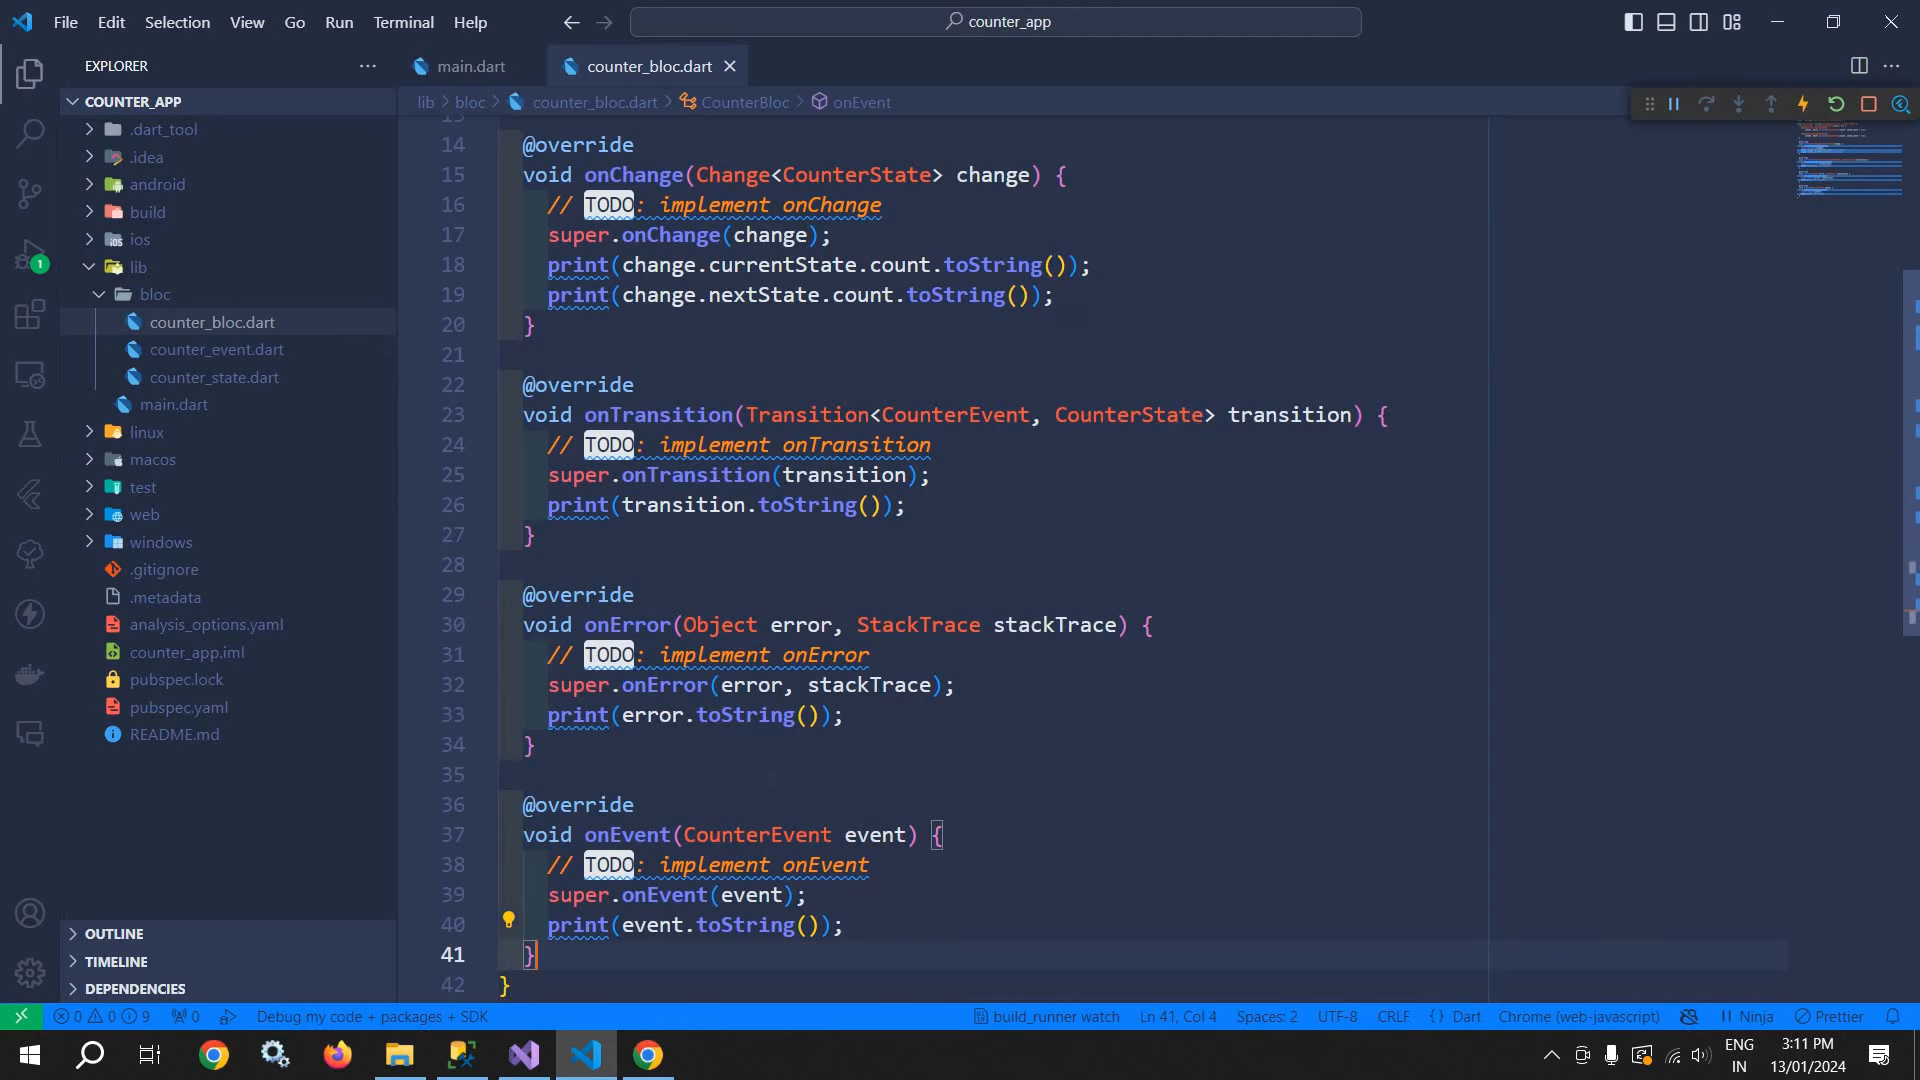 File Edit Selection View Go Run Terminal Help
counter_app
EXPLORER
main.dart
counter_bloc.dart
COUNTER_APP
lib > bloc > counter_bloc.dart > CounterBloc > onEvent
.dart_tool
.idea
android
build
ios
lib
bloc
counter_bloc.dart
counter_event.dart
counter_state.dart
main.dart
linux
macos
test
web
windows
.gitignore
.metadata
analysis_options.yaml
counter_app.iml
pubspec.lock
pubspec.yaml
README.md
OUTLINE
TIMELINE
DEPENDENCIES
14 @override
15 void onChange(Change<CounterState> change) {
16 // TODO: implement onChange
17 super.onChange(change);
18 print(change.currentState.count.toString());
19 print(change.nextState.count.toString());
20 }
21
22 @override
23 void onTransition(Transition<CounterEvent, CounterState> transition) {
24 // TODO: implement onTransition
25 super.onTransition(transition);
26 print(transition.toString());
27 }
28
29 @override
30 void onError(Object error, StackTrace stackTrace) {
31 // TODO: implement onError
32 super.onError(error, stackTrace);
33 print(error.toString());
34 }
35
36 @override
37 void onEvent(CounterEvent event) {
38 // TODO: implement onEvent
39 super.onEvent(event);
40 print(event.toString());
41 }
42 }
1
0 0 9 0 Debug my code + packages + SDK build_runner watch Ln 41, Col 4 Spaces: 2 UTF-8 CRLF { } Dart Chrome (web-javascript) Ninja Prettier
ENG
IN
3:11 PM
13/01/2024